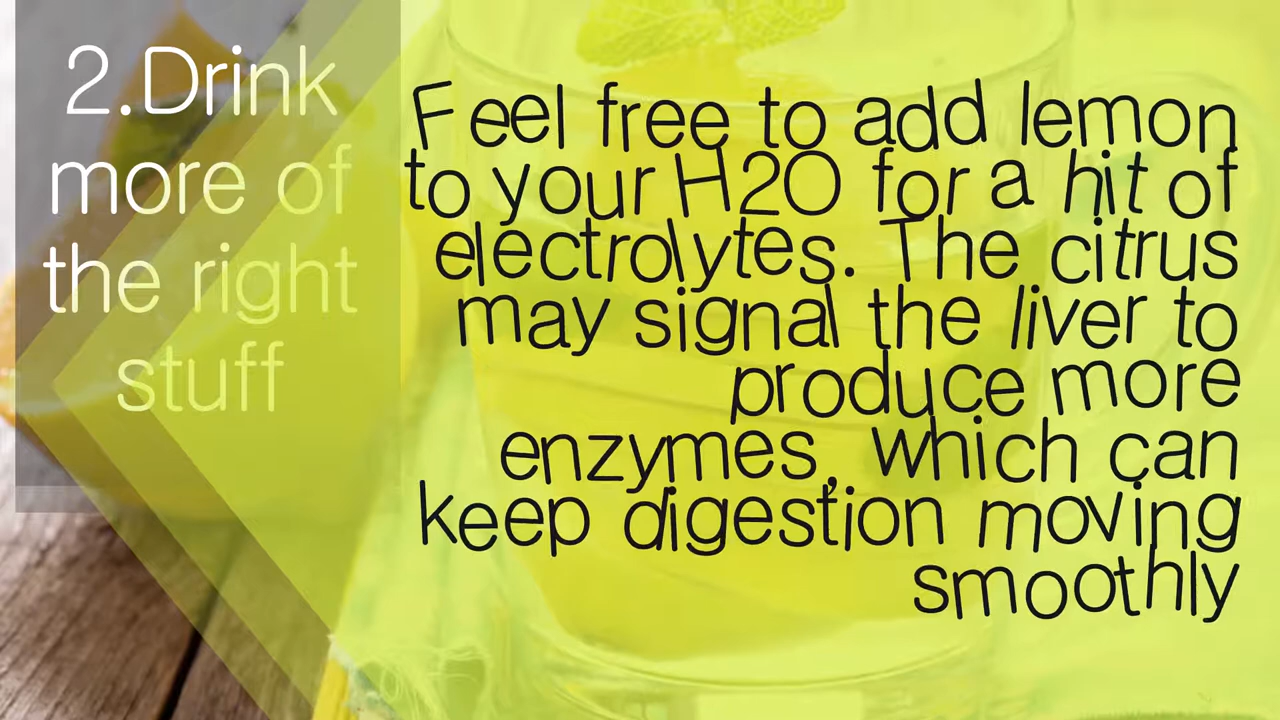 2.Drink
more of
the right
stuff
Feel free to add lemon
to your H2O for a hit of
electrolytes. The citrus
may signal the liver to
produce more
enzymes, which can
keep digestion moving
smoothly